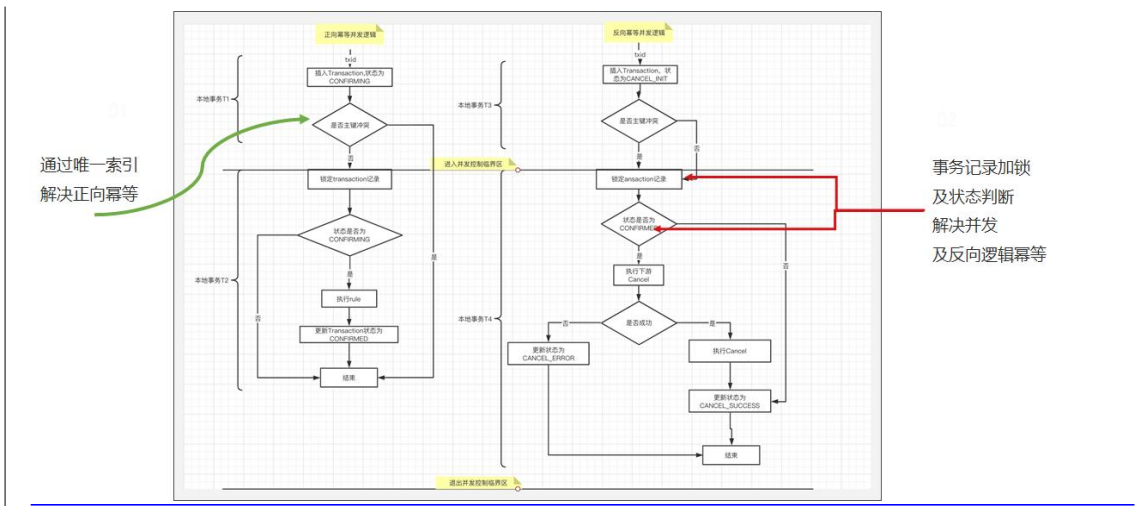 正向幂等并发逻辑
txid
插入Transaction,状态为
CONFIRMING
本地事务T1
是否主键冲突
否
是
进入并发控制临界区
锁定transaction记录
状态是否为
CONFIRMING
本地事务T2
是
否
执行rule
更新Transaction状态为
CONFIRMED
结束
通过唯一索引
解决正向幂等
反向幂等并发逻辑
txid
插入Transaction，状
态为CANCEL_INIT
本地事务T3
是否主键冲突
否
是
锁定ansaction记录
状态是否为
CONFIRMED
是
否
执行下游
Cancel
本地事务T4
是否成功
否
是
更新状态为
CANCEL_ERROR
执行Cancel
更新状态为
CANCEL_SUCCESS
结束
退出并发控制临界区
事务记录加锁
及状态判断
解决并发
及反向逻辑幂等